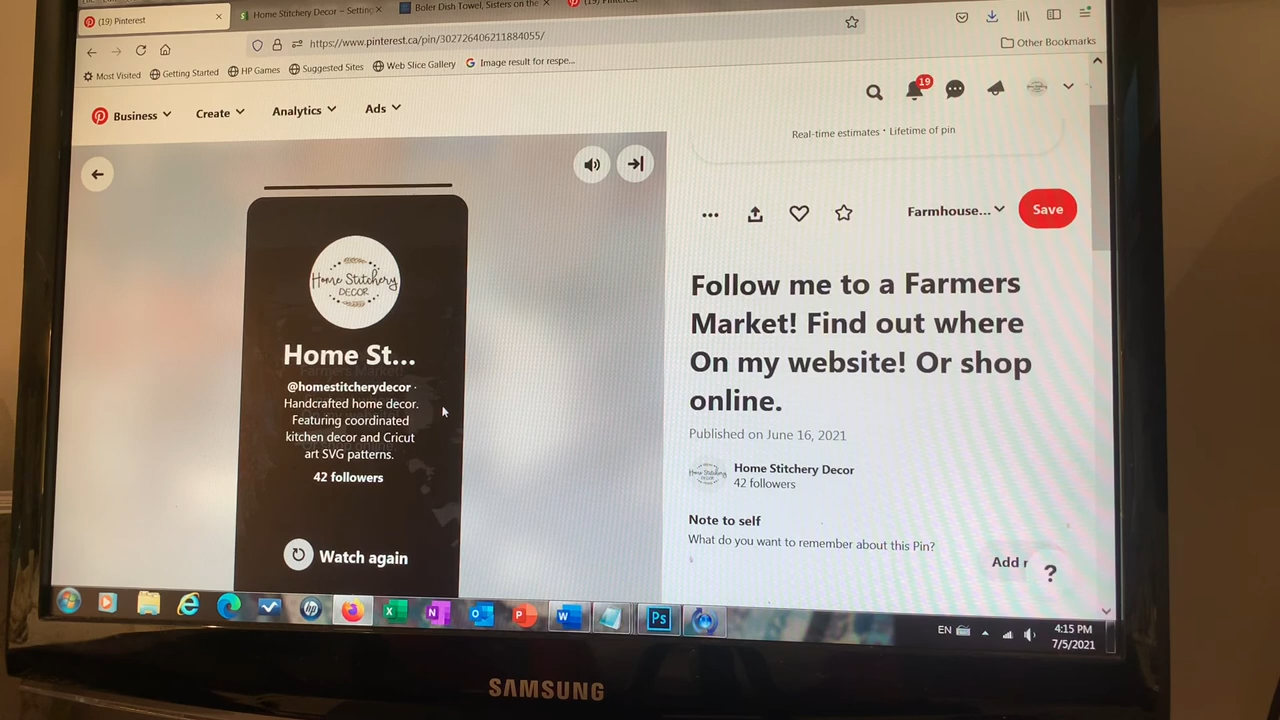 (19) Pinterest
Home Stitchery Decor – Setting
Boler Dish Towel, Sisters on the
(19) Pinterest
https://www.pinterest.ca/pin/302726406211884055/
Other Bookmarks
Most Visited
Getting Started
HP Games
Suggested Sites
Web Slice Gallery
Image result for respe...
Business
Create
Analytics
Ads
19
Real-time estimates • Lifetime of pin
Farmhouse...
Save
Home Stitchery
DECOR
Home St...
@homestitcherydecor ·
Handcrafted home decor.
Featuring coordinated
kitchen decor and Cricut
art SVG patterns.
42 followers
Watch again
Follow me to a Farmers
Market! Find out where
On my website! Or shop
online.
Published on June 16, 2021
Home Stitchery Decor
42 followers
Note to self
What do you want to remember about this Pin?
Add r
?
EN
4:15 PM
7/5/2021
SAMSUNG